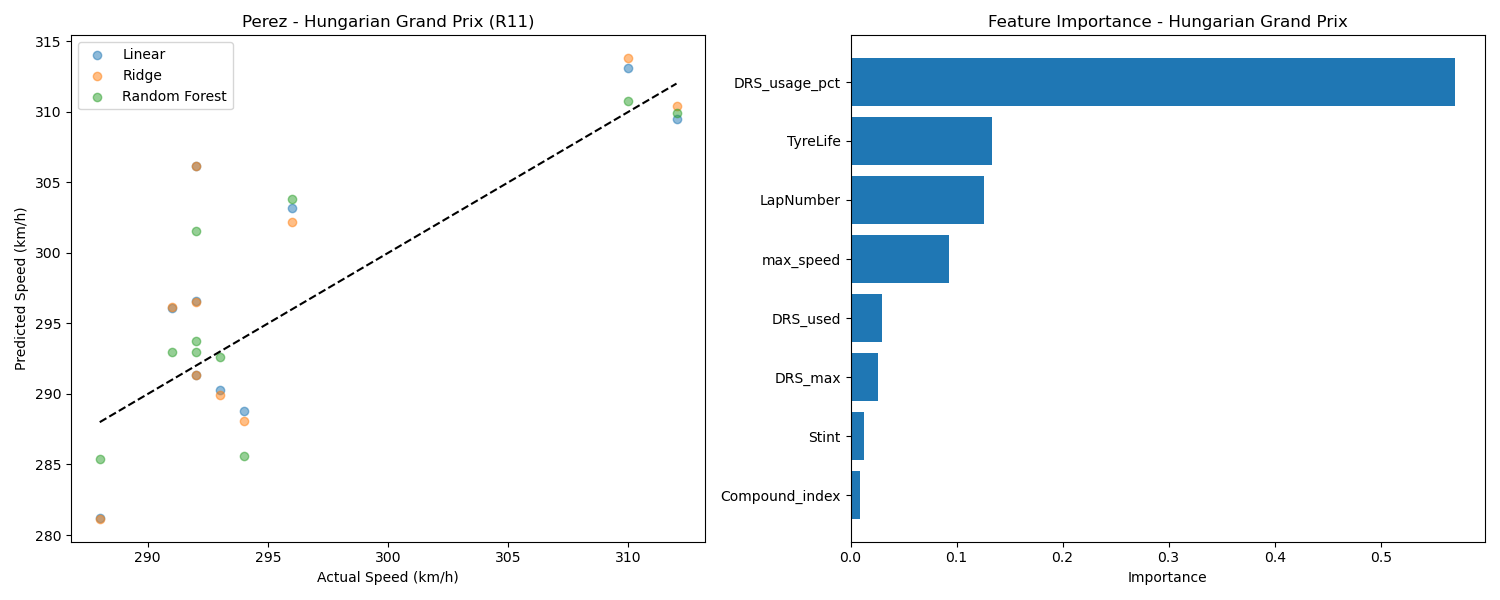 Perez - Hungarian Grand Prix (R11)
Linear
Ridge
Random Forest
315
310
305
300
295
290
285
280
Predicted Speed (km/h)
290
295
300
305
310
Actual Speed (km/h)
Feature Importance - Hungarian Grand Prix
DRS_usage_pct
TyreLife
LapNumber
max_speed
DRS_used
DRS_max
Stint
Compound_index
0.0
0.1
0.2
0.3
0.4
0.5
Importance